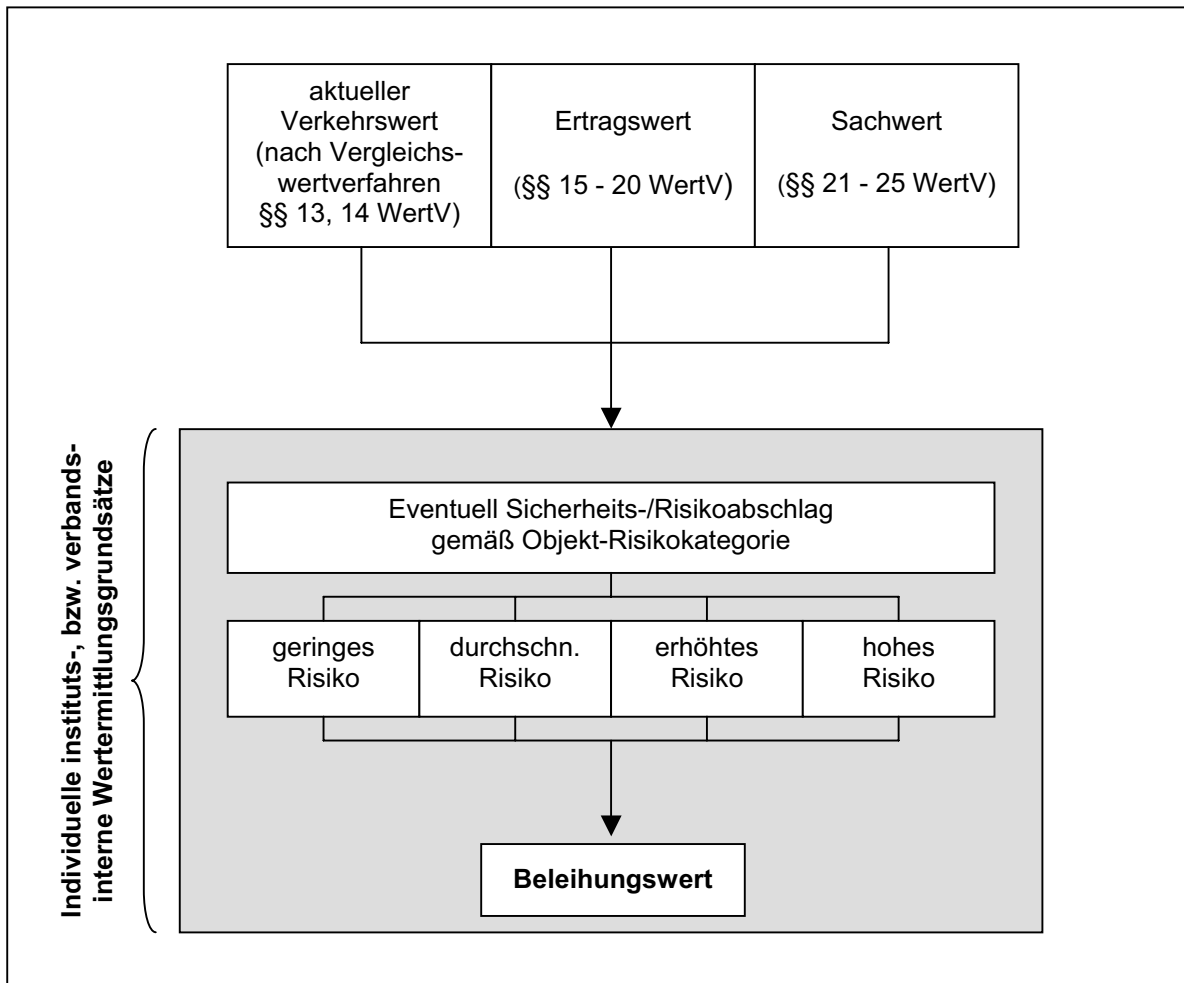 aktueller
Verkehrswert
(nach Vergleichs-
wertverfahren
§§ 13, 14 WertV)
Ertragswert
(§§ 15 - 20 WertV)
Sachwert
(§§ 21 - 25 WertV)
Individuelle instituts-, bzw. verbands-
interne Wertermittlungsgrundsätze
Eventuell Sicherheits-/Risikoabschlag
gemäß Objekt-Risikokategorie
geringes
Risiko
durchschn.
Risiko
erhöhtes
Risiko
hohes
Risiko
Beleihungswert